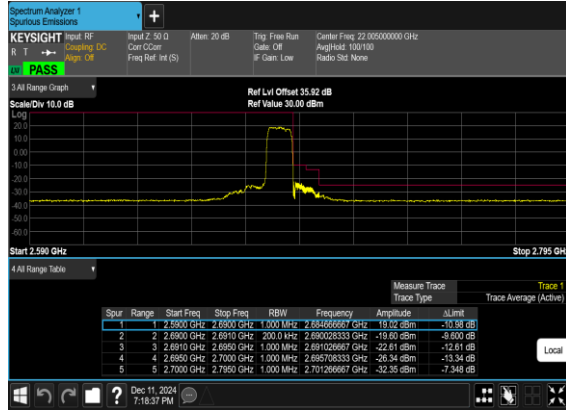 Spectrum Analyzer 1
Spurious Emissions
KEYSIGHT Input: RF Input Z: 50 Ω Atten: 20 dB Trig: Free Run Center Freq: 22.005000000 GHz
R T Coupling: DC Corr CCorr Gate: Off Avg|Hold: 100/100
Align: Off Freq Ref: Int (S) IF Gain: Low Radio Std: None
PASS
3 All Range Graph
Ref Lvl Offset 35.92 dB
Scale/Div 10.0 dB Ref Value 30.00 dBm
Log
20.0
10.0
0.00
-10.0
-20.0
-30.0
-40.0
-50.0
-60.0
Start 2.590 GHz Stop 2.795 GH
4 All Range Table
Measure Trace Trace 1
Trace Type Trace Average (Active)
Spur Range Start Freq Stop Freq RBW Frequency Amplitude ΔLimit
1 1 2.5900 GHz 2.6900 GHz 1.000 MHz 2.684666667 GHz 19.02 dBm -10.98 dB
2 2 2.6900 GHz 2.6910 GHz 200.0 kHz 2.690028333 GHz -19.60 dBm -9.600 dB
3 3 2.6910 GHz 2.6950 GHz 1.000 MHz 2.691026667 GHz -22.61 dBm -12.61 dB
4 4 2.6950 GHz 2.7000 GHz 1.000 MHz 2.695708333 GHz -26.34 dBm -13.34 dB
5 5 2.7000 GHz 2.7950 GHz 1.000 MHz 2.701266667 GHz -32.35 dBm -7.348 dB
Local
Dec 11, 2024
7:18:37 PM